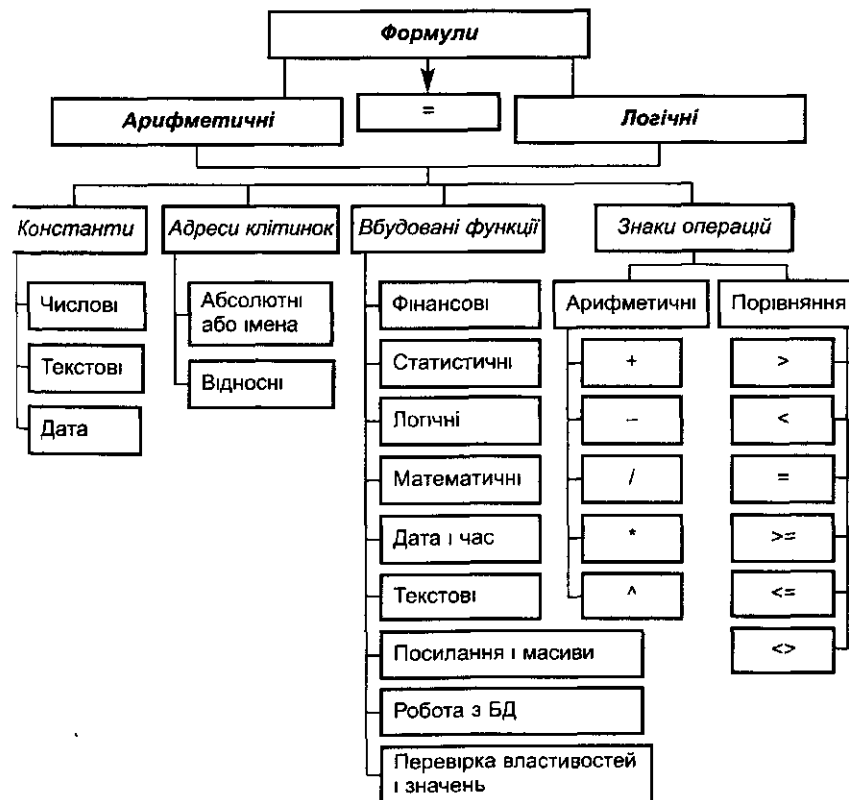 Формули
Арифметичні
=
Логічні
Константи
Адреси клітинок
Вбудовані функції
Знаки операцій
Числові
Текстові
Дата
Абсолютні
або імена
Відносні
Фінансові
Статистичні
Логічні
Математичні
Дата і час
Текстові
Посилання і масиви
Робота з БД
Перевірка властивостей
і значень
Арифметичні
+
–
/
*
^
Порівняння
>
<
=
>=
<=
<>